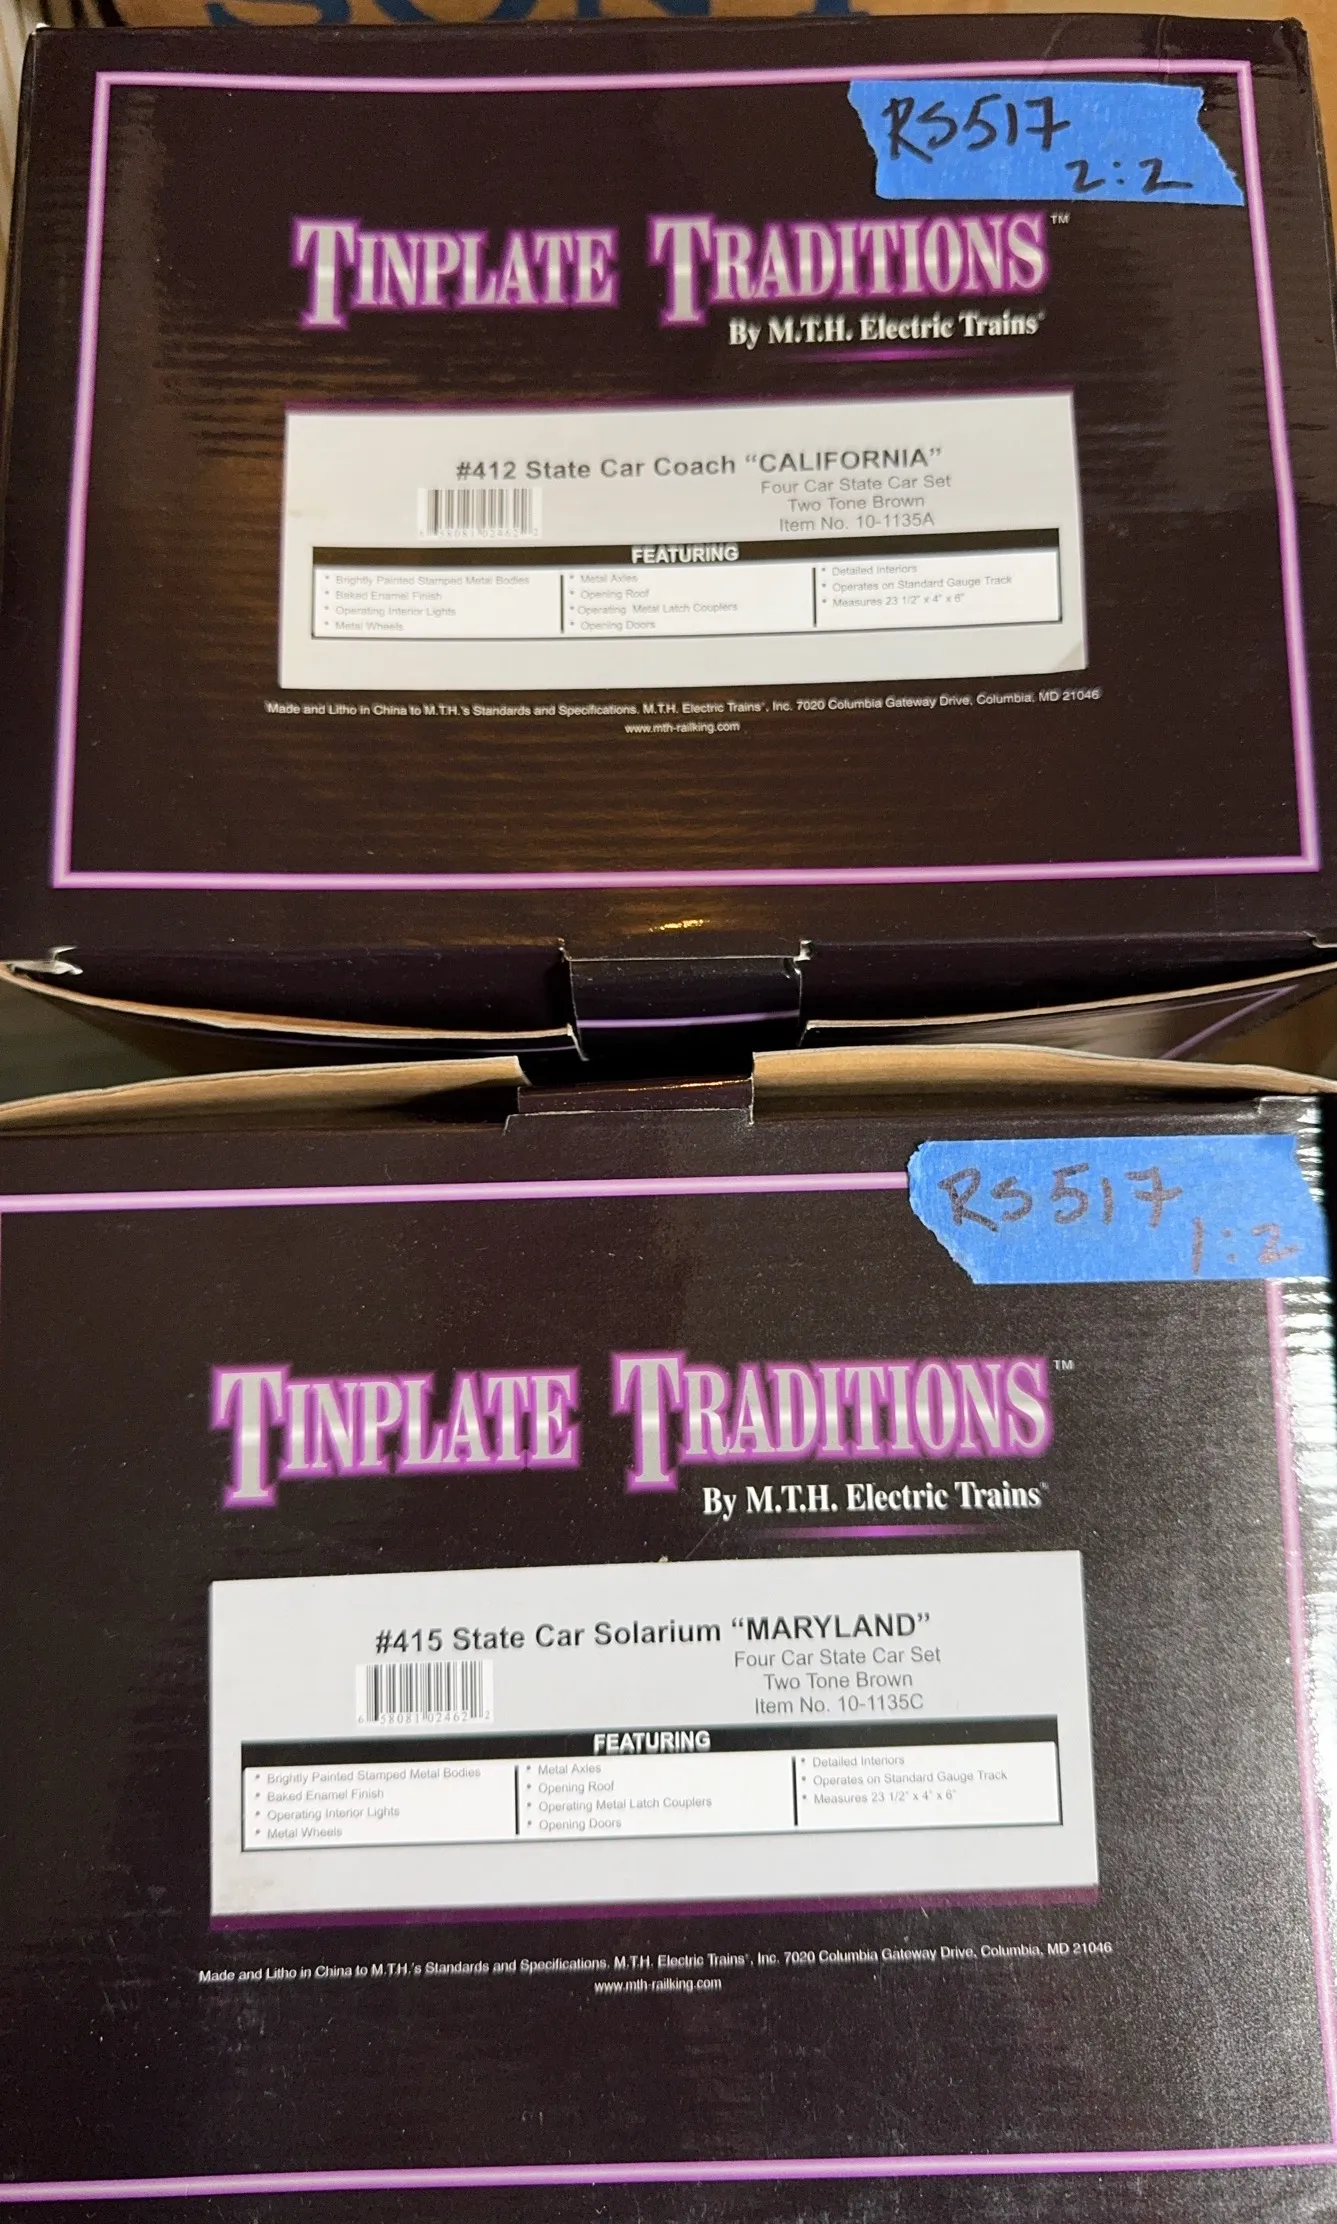 RS517
2:2
TINPLATE TRADITIONS™
By M.T.H. Electric Trains®
#412 State Car Coach “CALIFORNIA”
Four Car State Car Set
Two Tone Brown
Item No. 10-1135A
6 58081 02462 2
FEATURING
* Brightly Painted Stamped Metal Bodies
* Baked Enamel Finish
* Operating Interior Lights
* Metal Wheels
* Metal Axles
* Opening Roof
* Operating Metal Latch Couplers
* Opening Doors
* Detailed Interiors
* Operates on Standard Gauge Track
* Measures 23 1/2" x 4" x 6"
Made and Litho in China to M.T.H.'s Standards and Specifications. M.T.H. Electric Trains®, Inc. 7020 Columbia Gateway Drive, Columbia, MD 21046
www.mth-railking.com
RS517
1:2
TINPLATE TRADITIONS™
By M.T.H. Electric Trains®
#415 State Car Solarium “MARYLAND”
Four Car State Car Set
Two Tone Brown
Item No. 10-1135C
6 58081 02462 2
FEATURING
* Brightly Painted Stamped Metal Bodies
* Baked Enamel Finish
* Operating Interior Lights
* Metal Wheels
* Metal Axles
* Opening Roof
* Operating Metal Latch Couplers
* Opening Doors
* Detailed Interiors
* Operates on Standard Gauge Track
* Measures 23 1/2" x 4" x 6"
Made and Litho in China to M.T.H.'s Standards and Specifications. M.T.H. Electric Trains®, Inc. 7020 Columbia Gateway Drive, Columbia, MD 21046
www.mth-railking.com